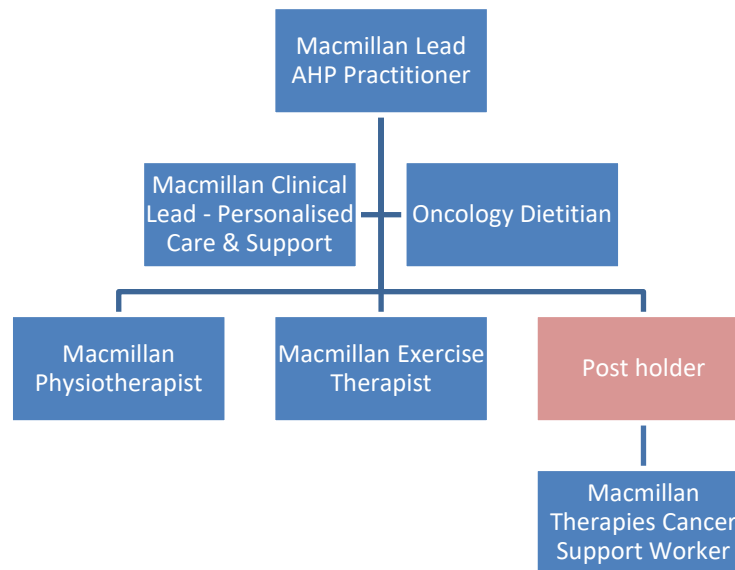 Macmillan Lead
AHP Practitioner
Macmillan Clinical
Lead - Personalised
Care & Support
Oncology Dietitian
Macmillan
Physiotherapist
Macmillan Exercise
Therapist
Post holder
Macmillan
Therapies Cancer
Support Worker